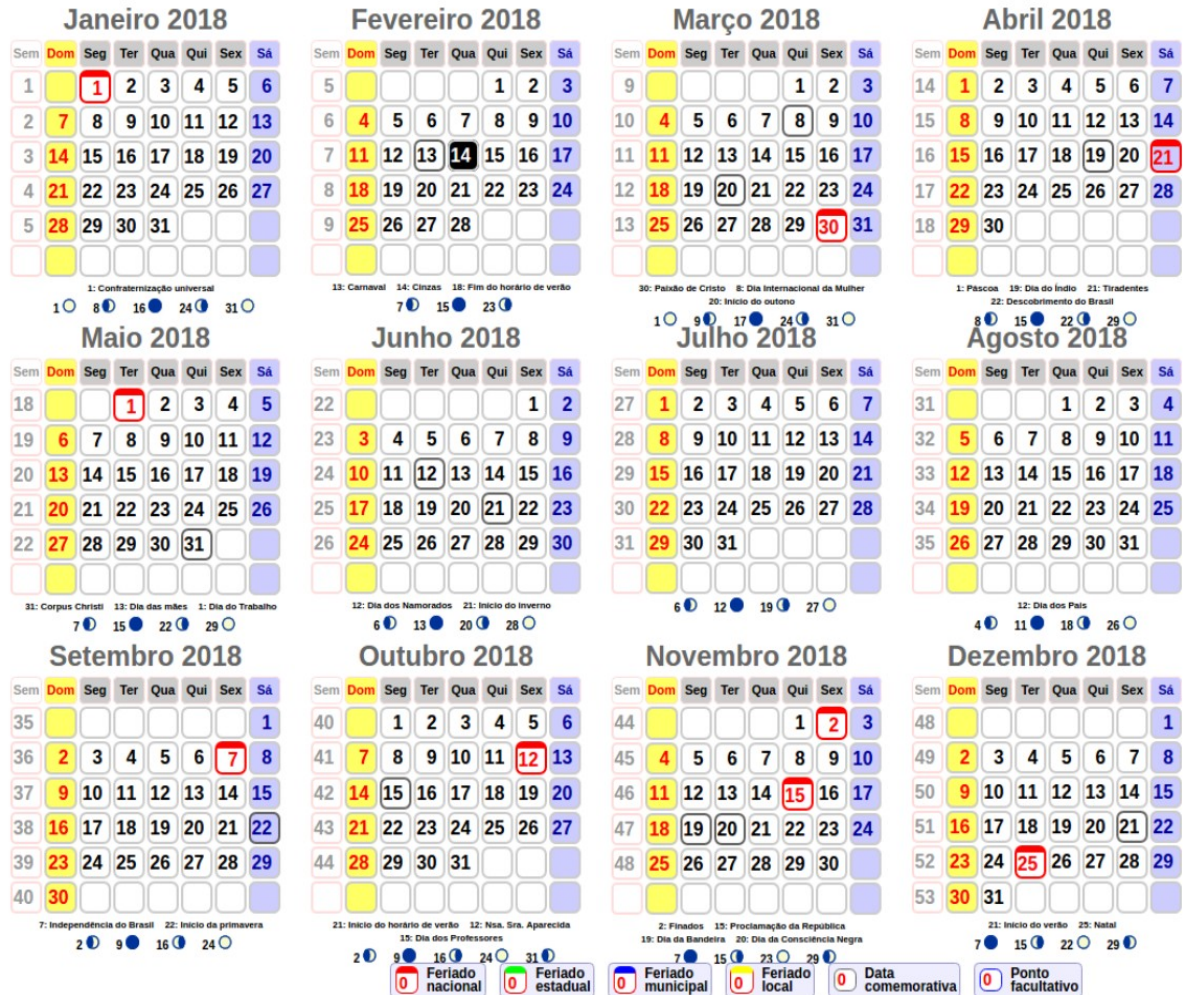 Janeiro 2018 Fevereiro 2018 Março 2018 Abril 2018
Sem Dom Seg Ter Qua Qui Sex Sá Sem Dom Seg Ter Qua Qui Sex Sá Sem Dom Seg Ter Qua Qui Sex Sá Sem Dom Seg Ter Qua Qui Sex Sá
1 1 2 3 4 5 6 5 1 2 3 9 1 2 3 14 1 2 3 4 5 6 7
2 7 8 9 10 11 12 13 6 4 5 6 7 8 9 10 10 4 5 6 7 8 9 10 15 8 9 10 11 12 13 14
3 14 15 16 17 18 19 20 7 11 12 13 14 15 16 17 11 11 12 13 14 15 16 17 16 15 16 17 18 19 20 21
4 21 22 23 24 25 26 27 8 18 19 20 21 22 23 24 12 18 19 20 21 22 23 24 17 22 23 24 25 26 27 28
5 28 29 30 31 9 25 26 27 28 13 25 26 27 28 29 30 31 18 29 30
1: Confraternização universal 13: Carnaval 14: Cinzas 18: Fim do horário de verão 30: Paixão de Cristo 8: Dia Internacional da Mulher 1: Páscoa 19: Dia do Índio 21: Tiradentes
20: Início do outono 22: Descobrimento do Brasil
1 8 16 24 31 7 15 23 1 9 17 24 31 8 15 22 29
Maio 2018 Junho 2018 Julho 2018 Agosto 2018
Sem Dom Seg Ter Qua Qui Sex Sá Sem Dom Seg Ter Qua Qui Sex Sá Sem Dom Seg Ter Qua Qui Sex Sá Sem Dom Seg Ter Qua Qui Sex Sá
18 1 2 3 4 5 22 1 2 27 1 2 3 4 5 6 7 31 1 2 3 4
19 6 7 8 9 10 11 12 23 3 4 5 6 7 8 9 28 8 9 10 11 12 13 14 32 5 6 7 8 9 10 11
20 13 14 15 16 17 18 19 24 10 11 12 13 14 15 16 29 15 16 17 18 19 20 21 33 12 13 14 15 16 17 18
21 20 21 22 23 24 25 26 25 17 18 19 20 21 22 23 30 22 23 24 25 26 27 28 34 19 20 21 22 23 24 25
22 27 28 29 30 31 26 24 25 26 27 28 29 30 31 29 30 31 35 26 27 28 29 30 31
31: Corpus Christi 13: Dia das mães 1: Dia do Trabalho 12: Dia dos Namorados 21: Início do inverno 12: Dia dos Pais
7 15 22 29 6 13 20 28 6 12 19 27 4 11 18 26
Setembro 2018 Outubro 2018 Novembro 2018 Dezembro 2018
Sem Dom Seg Ter Qua Qui Sex Sá Sem Dom Seg Ter Qua Qui Sex Sá Sem Dom Seg Ter Qua Qui Sex Sá Sem Dom Seg Ter Qua Qui Sex Sá
35 1 40 1 2 3 4 5 6 44 1 2 3 48 1
36 2 3 4 5 6 7 8 41 7 8 9 10 11 12 13 45 4 5 6 7 8 9 10 49 2 3 4 5 6 7 8
37 9 10 11 12 13 14 15 42 14 15 16 17 18 19 20 46 11 12 13 14 15 16 17 50 9 10 11 12 13 14 15
38 16 17 18 19 20 21 22 43 21 22 23 24 25 26 27 47 18 19 20 21 22 23 24 51 16 17 18 19 20 21 22
39 23 24 25 26 27 28 29 44 28 29 30 31 48 25 26 27 28 29 30 52 23 24 25 26 27 28 29
40 30 53 30 31
7: Independência do Brasil 22: Início da primavera 21: Início do horário de verão 12: Nsa. Sra. Aparecida 2: Finados 15: Proclamação da República 21: Início do verão 25: Natal
15: Dia dos Professores 19: Dia da Bandeira 20: Dia da Consciência Negra
2 9 16 24 2 9 16 24 31 7 15 23 29 7 15 22 29
0 Feriado nacional 0 Feriado estadual 0 Feriado municipal 0 Feriado local 0 Data comemorativa 0 Ponto facultativo